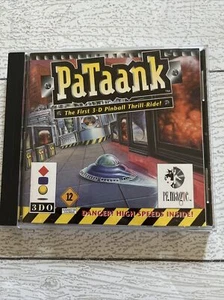 PaTaank
The First 3-D Pinball Thrill-Ride!
12
3DO
PF.Magic
DANGER! HIGH SPEEDS INSIDE!